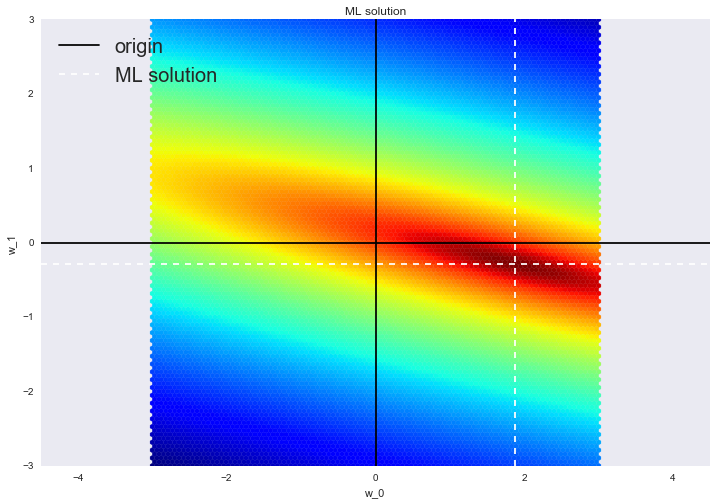 ML solution
origin
ML solution
3
2
1
0
−1
−2
−3
w_1
−4
−2
0
2
4
w_0